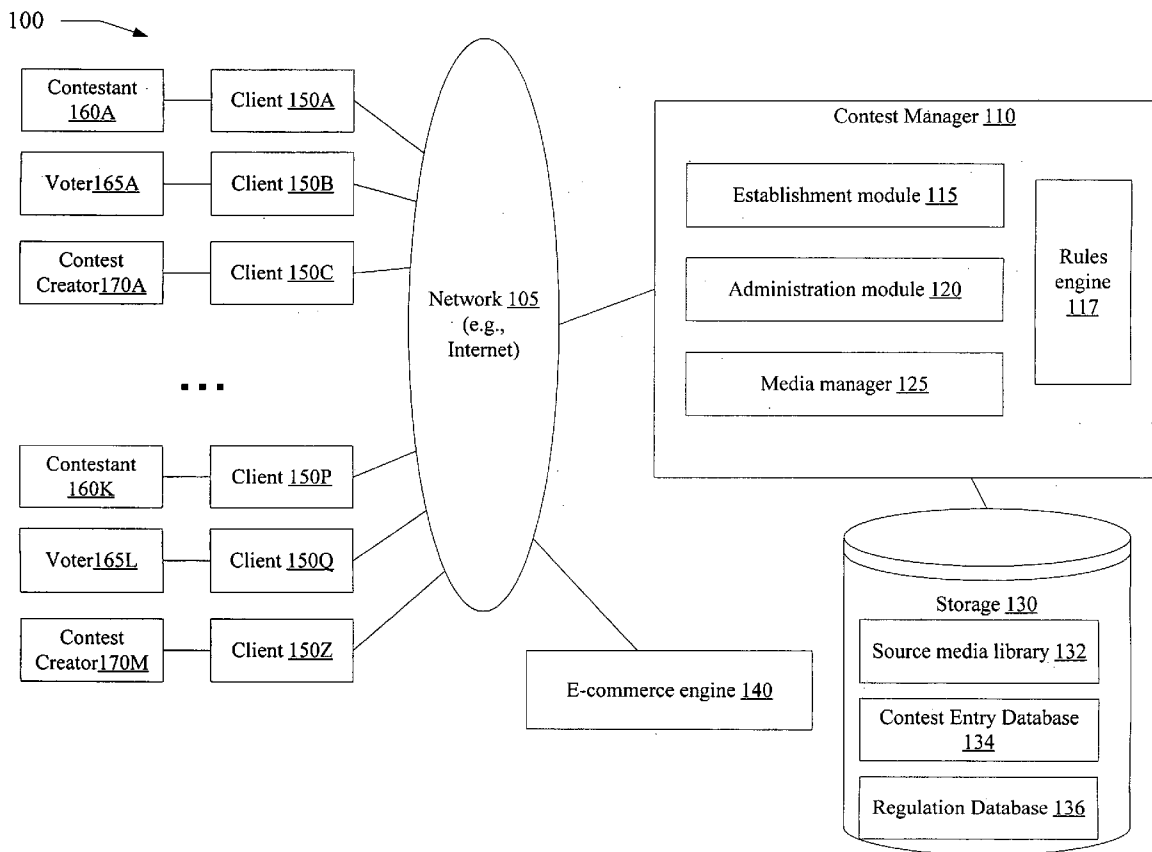 100
Contestant
160A
Client 150A
Voter165A
Client 150B
Contest
Creator170A
Client 150C
Network 105
(e.g.,
Internet)
...
Contestant
160K
Client 150P
Voter165L
Client 150Q
Contest
Creator170M
Client 150Z
Contest Manager 110
Establishment module 115
Administration module 120
Media manager 125
Rules
engine
117
E-commerce engine 140
Storage 130
Source media library 132
Contest Entry Database
134
Regulation Database 136